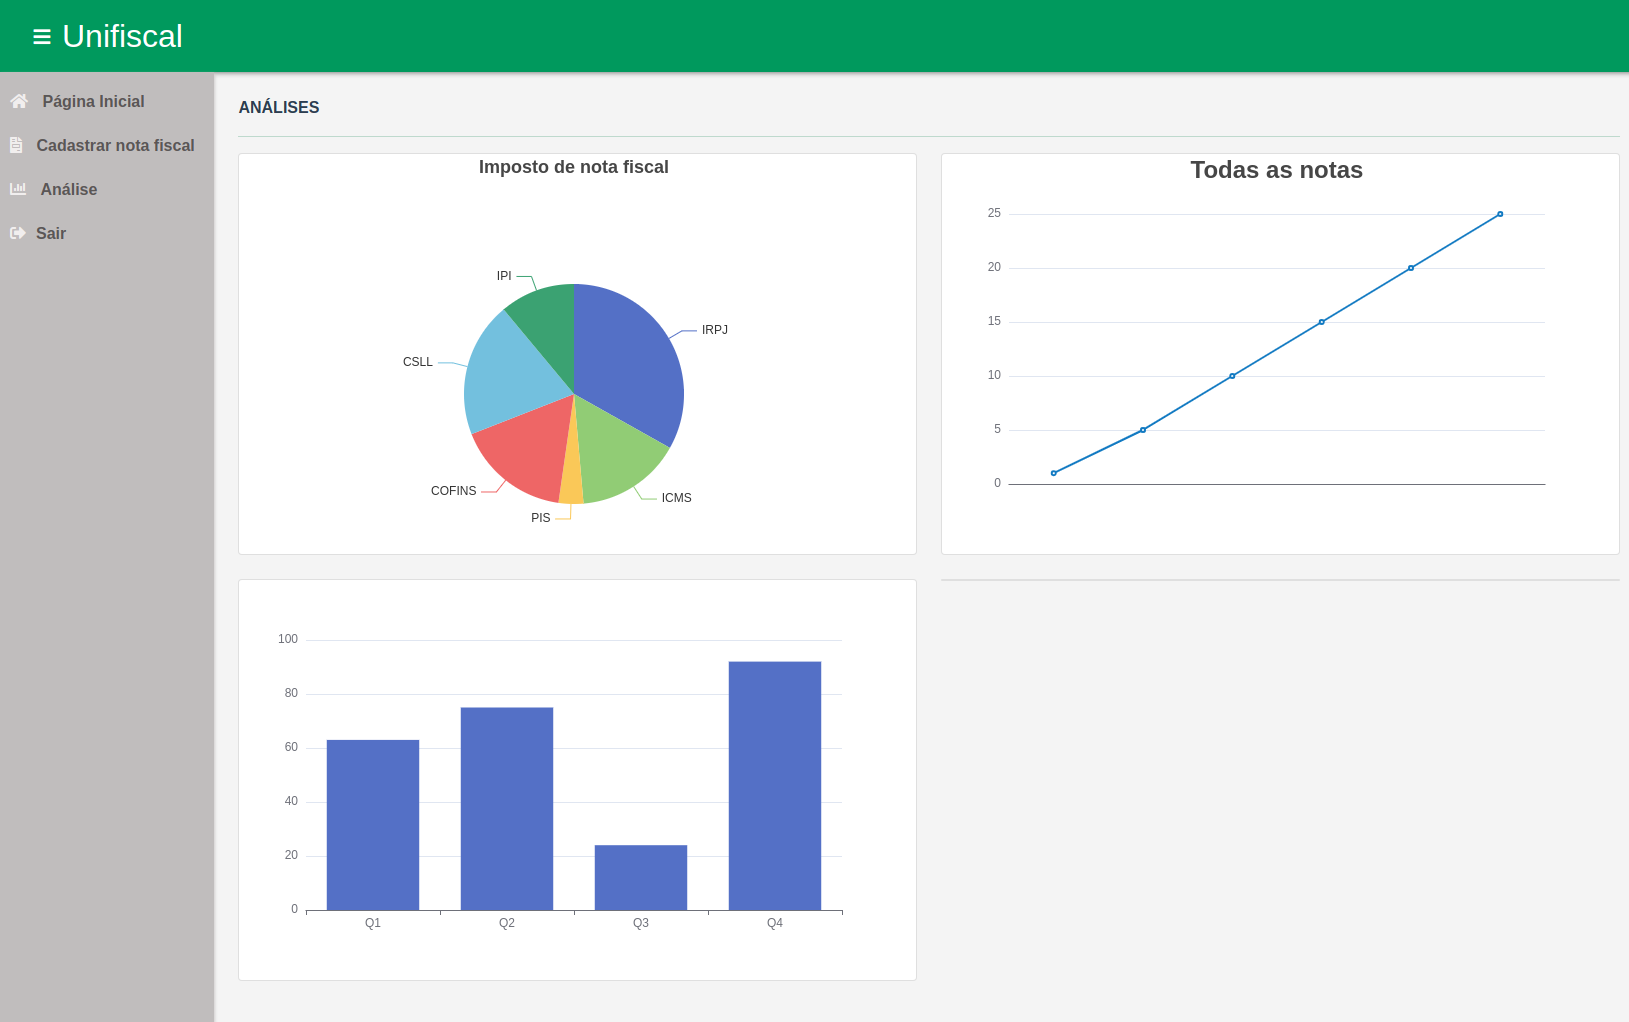 Unifiscal
Página Inicial
Cadastrar nota fiscal
Análise
Sair
ANÁLISES
Imposto de nota fiscal
IPI
IRPJ
CSLL
COFINS
ICMS
PIS
Todas as notas
25
20
15
10
5
0
100
80
60
40
20
0
Q1 Q2 Q3 Q4